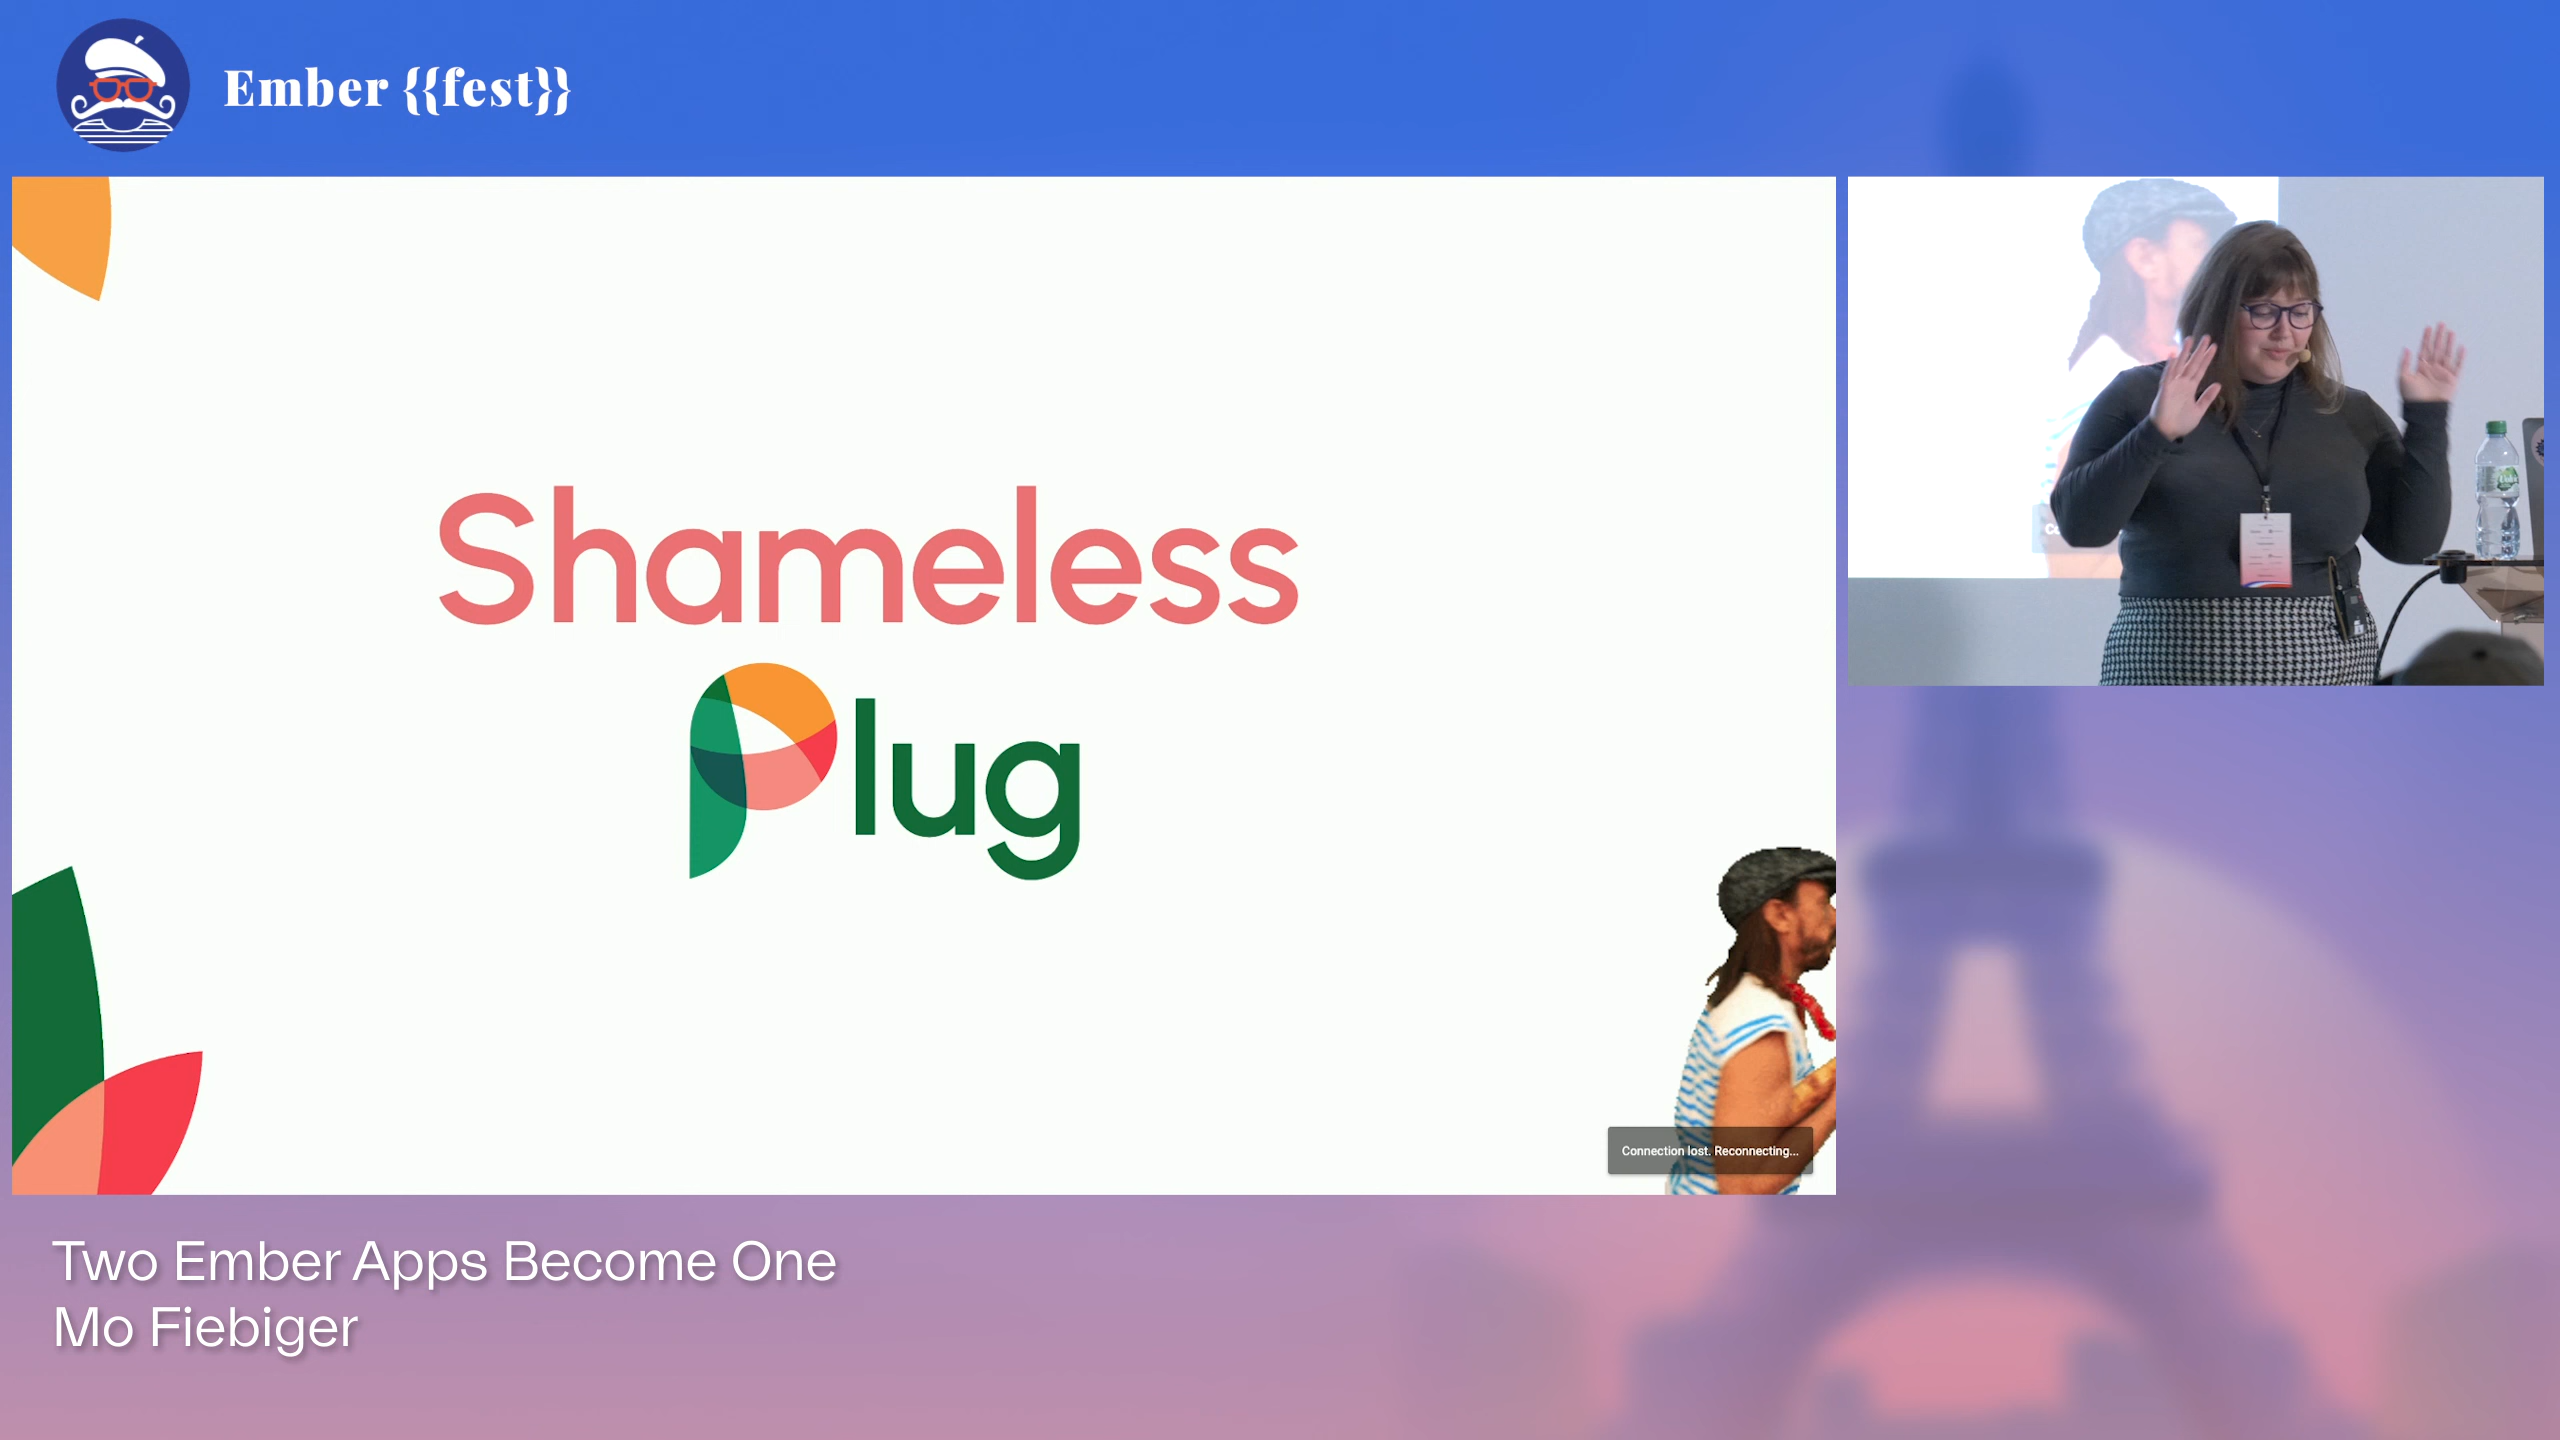 Ember {{fest}}
Shameless
Plug
Connection lost. Reconnecting...
Two Ember Apps Become One
Mo Fiebiger